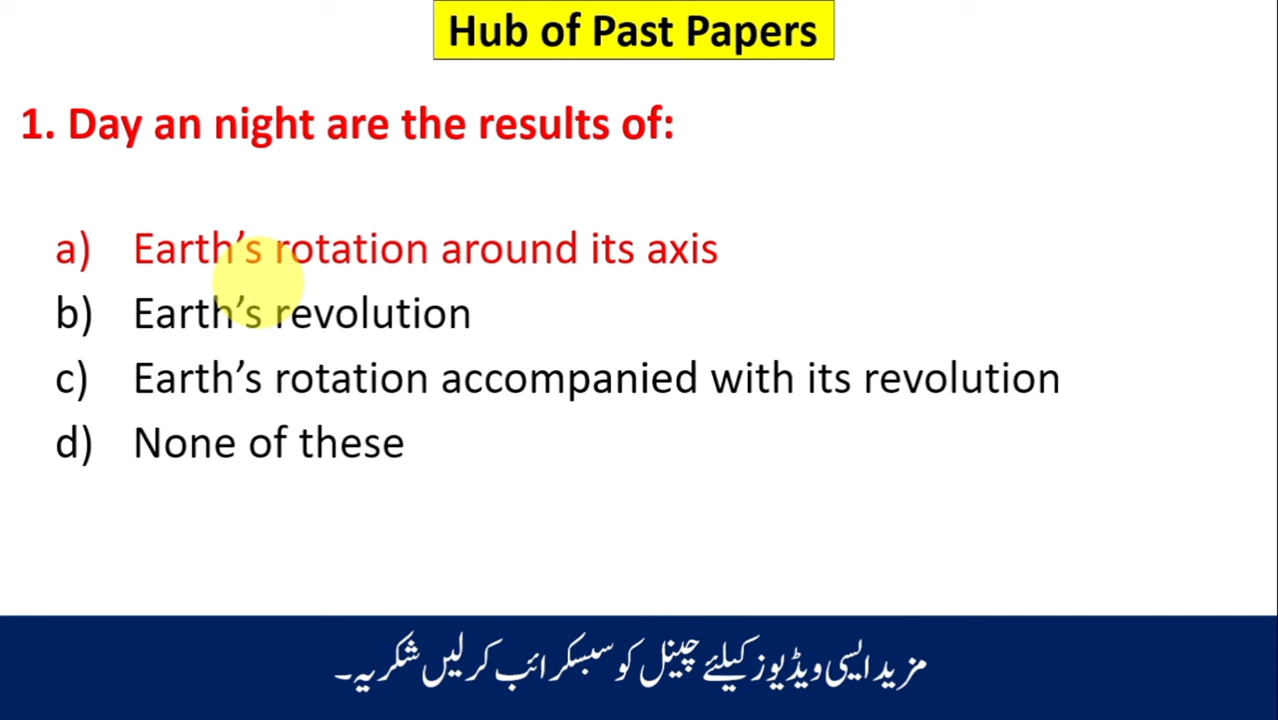 Hub of Past Papers
1. Day an night are the results of:
a) Earth’s rotation around its axis
b) Earth’s revolution
c) Earth’s rotation accompanied with its revolution
d) None of these
مزید ایسی ویڈیوز کیلئے چینل کو سبسکرائب کر لیں شکریہ۔